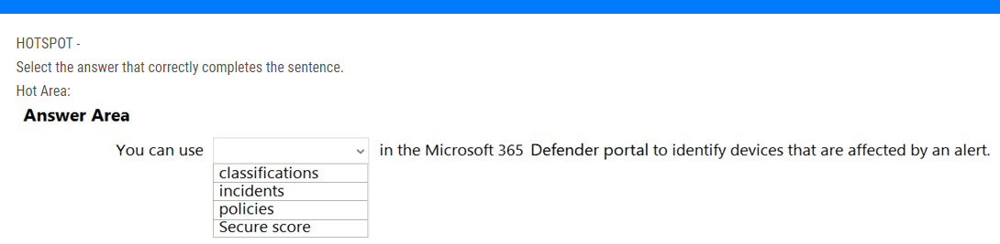 HOTSPOT -
Select the answer that correctly completes the sentence.
Hot Area:
Answer Area
You can use in the Microsoft 365 Defender portal to identify devices that are affected by an alert.
classifications
incidents
policies
Secure score